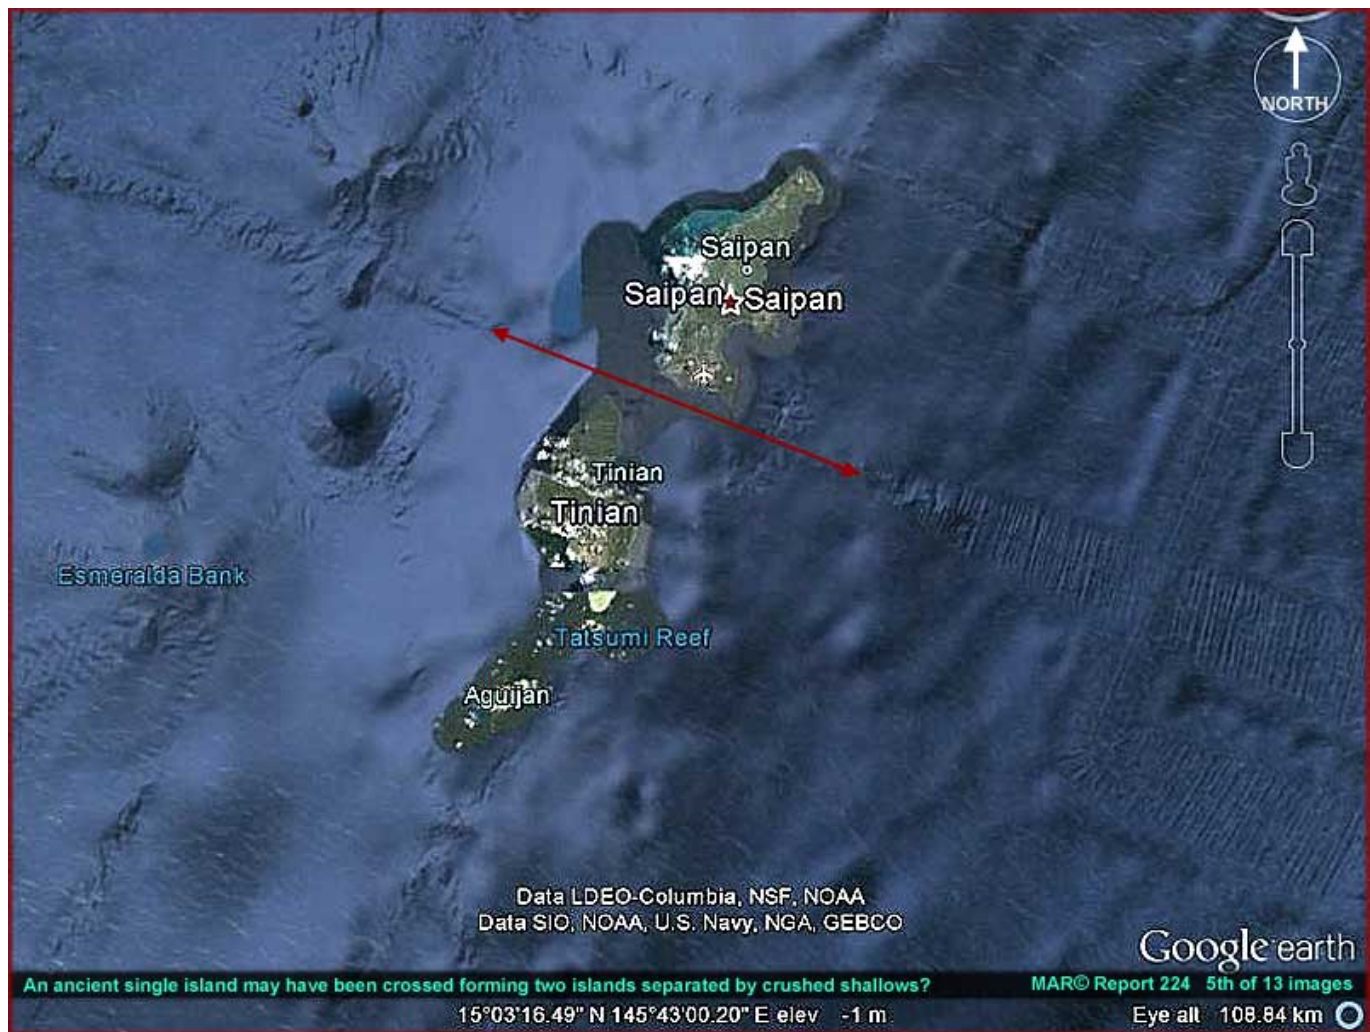 NORTH
Saipan
Saipan Saipan
Tinian
Tinian
Esmeralda Bank
Tatsumi Reef
Aguijan
Data LDEO-Columbia, NSF, NOAA
Data SIO, NOAA, U.S. Navy, NGA, GEBCO
Google earth
An ancient single island may have been crossed forming two islands separated by crushed shallows? MAR© Report 224 5th of 13 images
15°03'16.49" N 145°43'00.20" E elev -1 m
Eye alt 108.84 km